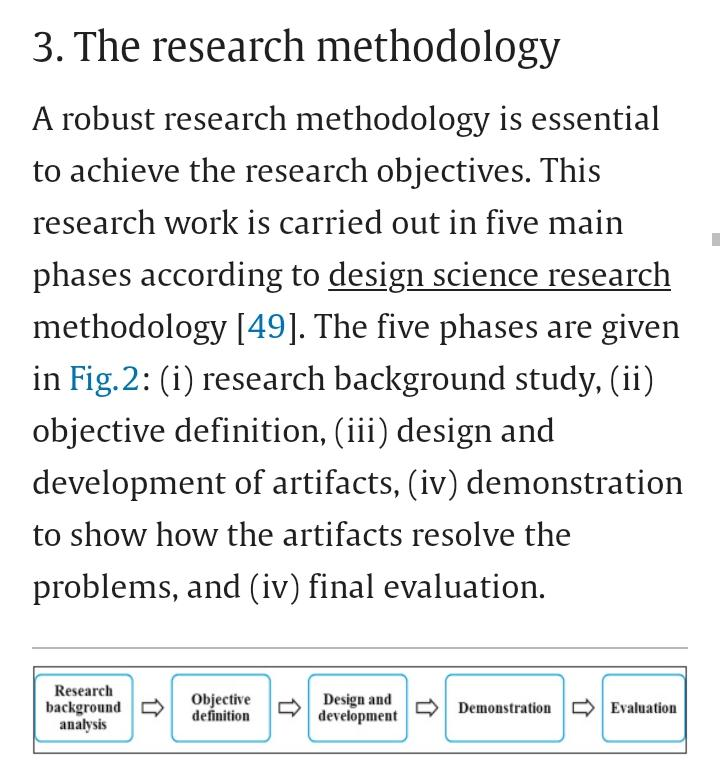 3. The research methodology
A robust research methodology is essential
to achieve the research objectives. This
research work is carried out in five main
phases according to design science research
methodology [49]. The five phases are given
in Fig. 2: (i) research background study, (ii)
objective definition, (iii) design and
development of artifacts, (iv) demonstration
to show how the artifacts resolve the
problems, and (iv) final evaluation.
Research
background
analysis
Objective
definition
Design and
development
Demonstration
Evaluation